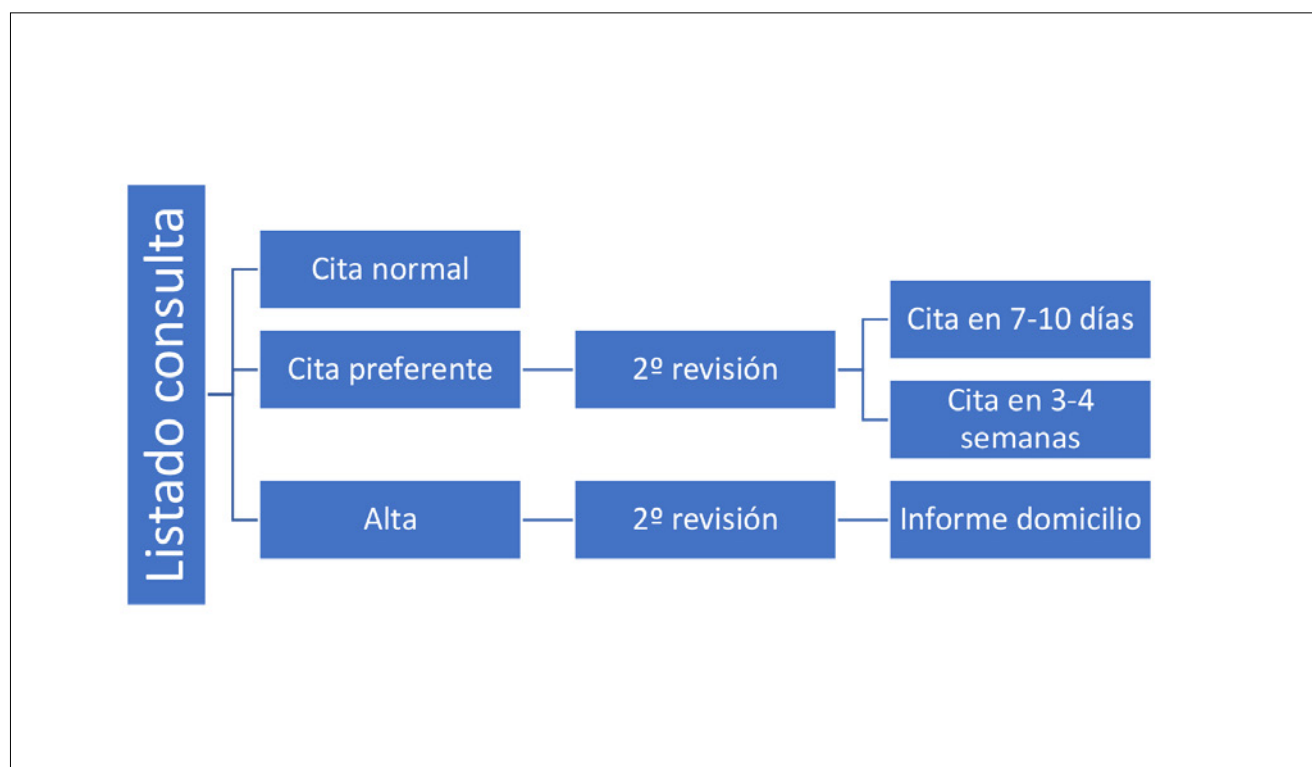 Listado consulta
Cita normal
Cita preferente
2º revisión
Cita en 7-10 días
Cita en 3-4
semanas
Alta
2º revisión
Informe domicilio